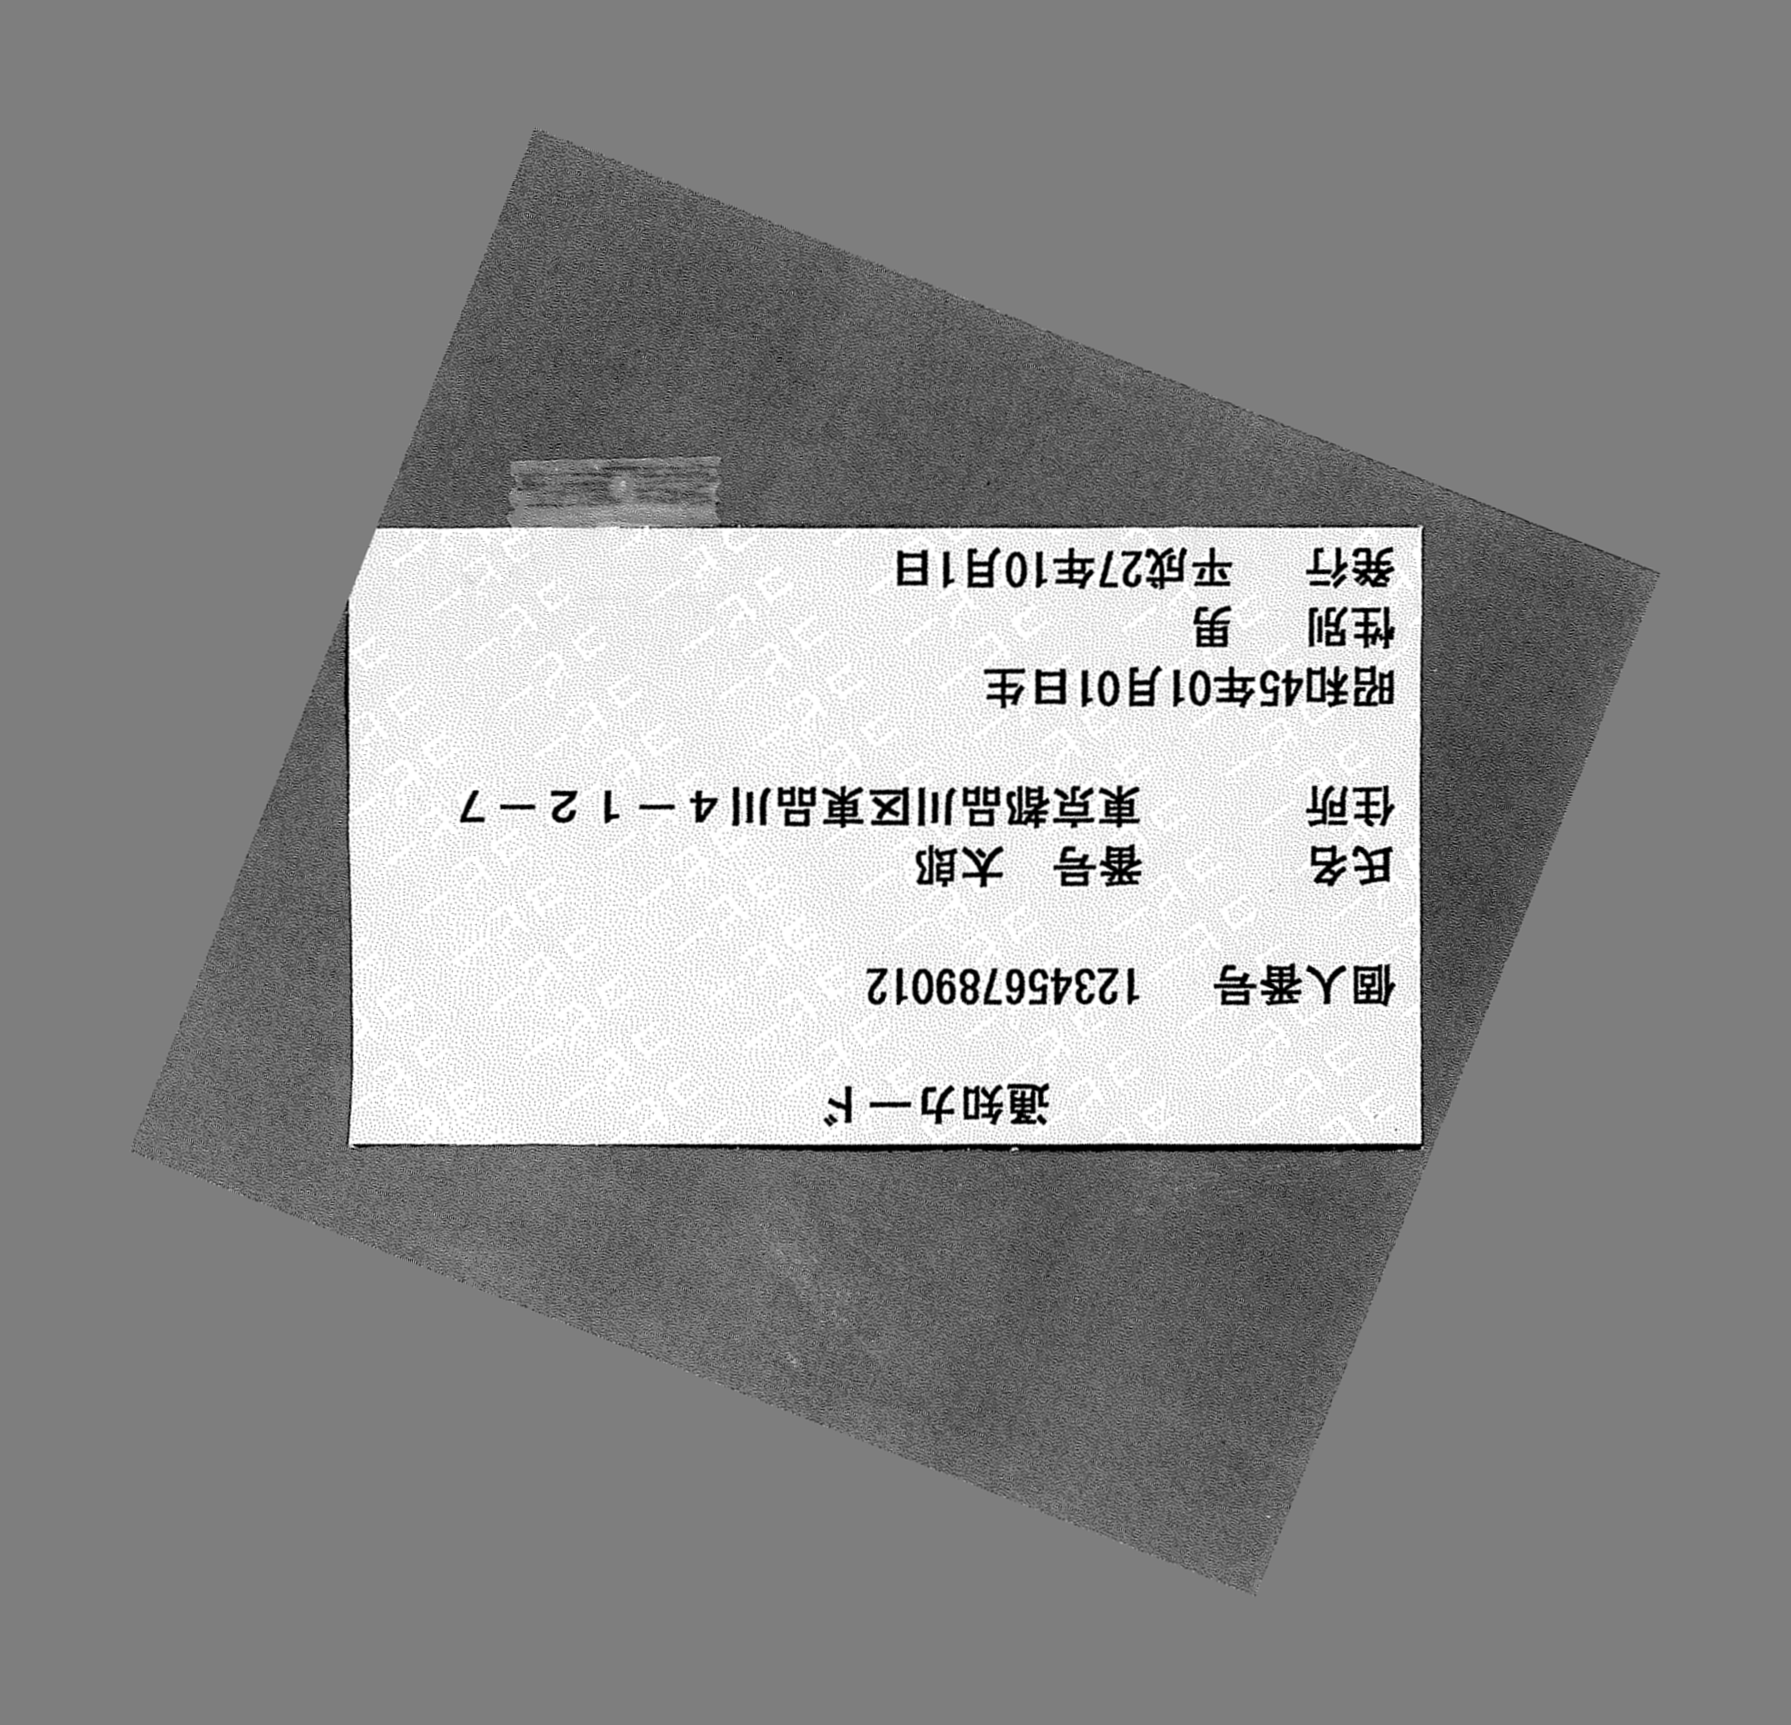 通知カード
個人番号 123456789012
氏名 番号 太郎
住所 東京都品川区東品川4-12-7
昭和45年01月01日生
性別 男
発行 平成27年10月1日